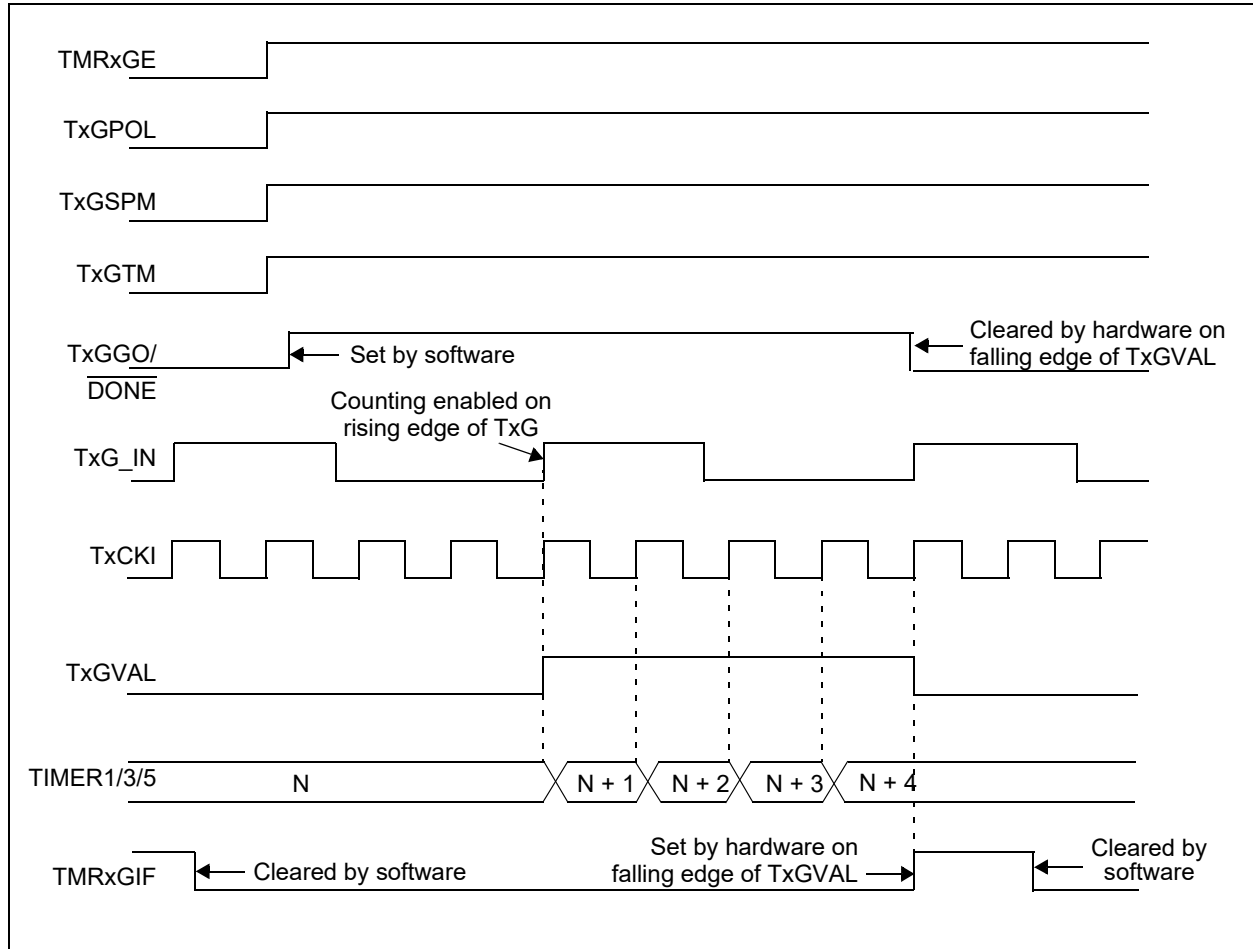 TMRxGE
TxGPOL
TxGSPM
TxGTM
TxGGO/
DONE
Set by software
Cleared by hardware on
falling edge of TxGVAL
Counting enabled on
rising edge of TxG
TxG_IN
TxCKI
TxGVAL
TIMER1/3/5
N
N + 1
N + 2
N + 3
N + 4
TMRxGIF
Cleared by software
Set by hardware on
falling edge of TxGVAL
Cleared by
software